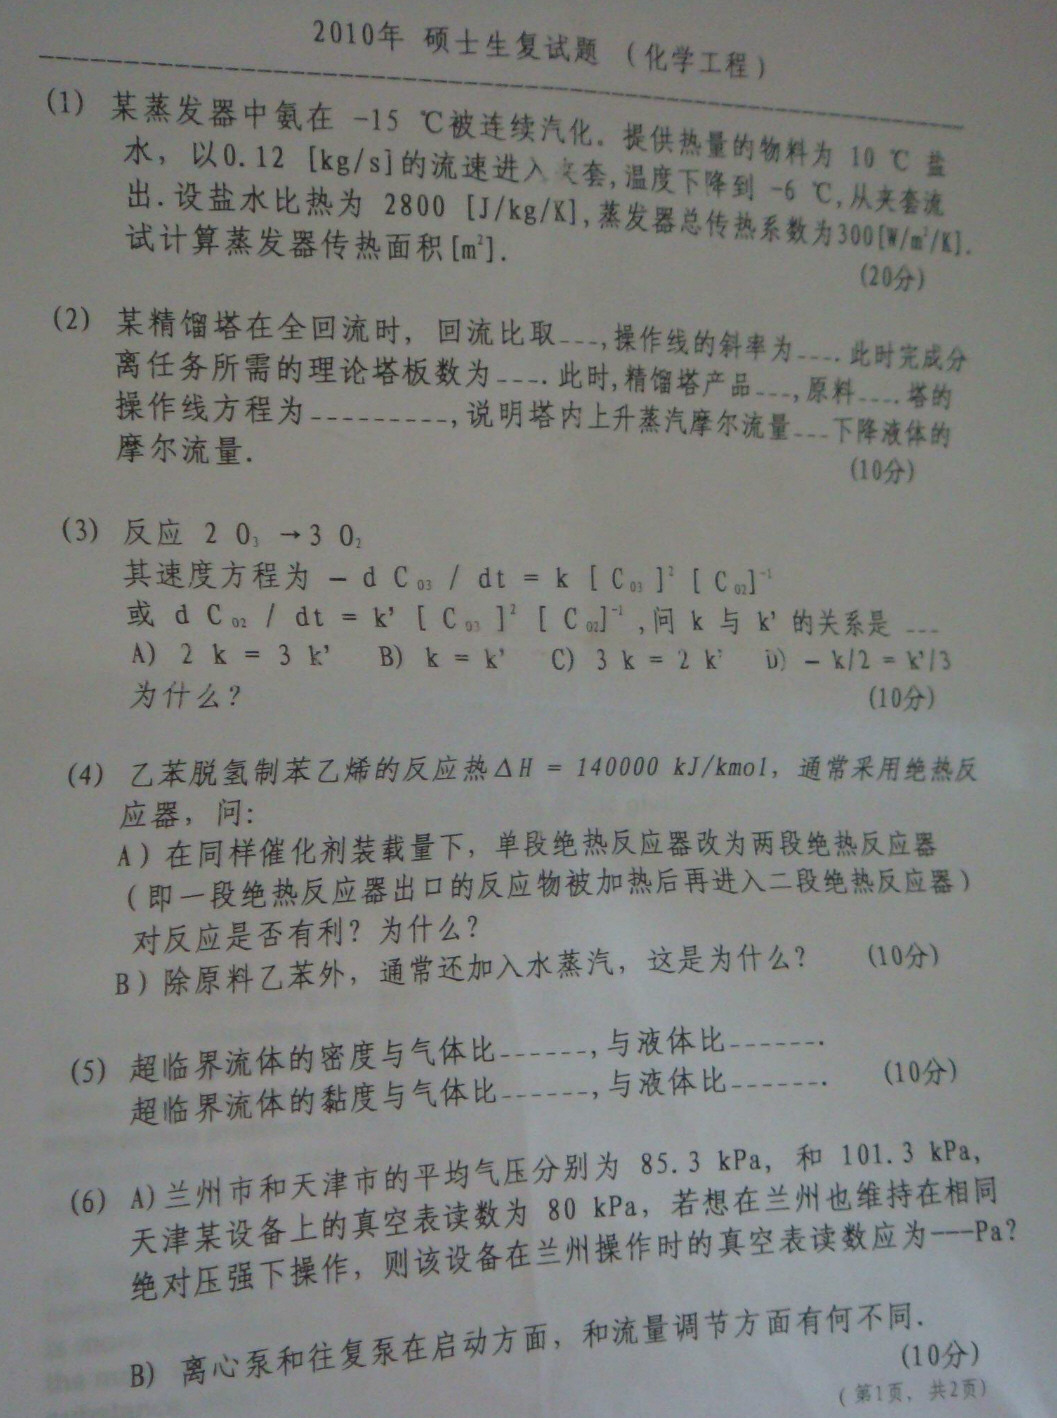 2010年 硕士生复试题 (化学工程)
(1) 某蒸发器中氨在 -15 ℃被连续汽化. 提供热量的物料为 10 ℃ 盐
水, 以0.12 [kg/s]的流速进入夹套,温度下降到 -6 ℃,从夹套流
出.设盐水比热为 2800 [J/kg/K],蒸发器总传热系数为300[W/m²/K].
试计算蒸发器传热面积[m²].
(20分)
(2) 某精馏塔在全回流时, 回流比取---,操作线的斜率为----.此时完成分
离任务所需的理论塔板数为----.此时,精馏塔产品---,原料----.塔的
操作线方程为---------,说明塔内上升蒸汽摩尔流量---下降液体的
摩尔流量.
(10分)
(3) 反应 2 O₃ →3 O₂
其速度方程为 - d C₀₃ / dt = k [ C₀₃ ]² [ C₀₂]⁻¹
或 d C₀₂ / dt = k' [ C₀₃ ]² [ C₀₂]⁻¹ ,问 k 与 k' 的关系是 ---
A) 2 k = 3 k' B) k = k' C) 3 k = 2 k' D) - k/2 = k'/3
为什么?
(10分)
(4) 乙苯脱氢制苯乙烯的反应热ΔH = 140000 kJ/kmol, 通常采用绝热反
应器, 问:
A) 在同样催化剂装载量下, 单段绝热反应器改为两段绝热反应器
(即一段绝热反应器出口的反应物被加热后再进入二段绝热反应器)
对反应是否有利? 为什么?
B) 除原料乙苯外, 通常还加入水蒸汽, 这是为什么? (10分)
(5) 超临界流体的密度与气体比------,与液体比------.
超临界流体的黏度与气体比------,与液体比------. (10分)
(6) A)兰州市和天津市的平均气压分别为 85.3 kPa, 和 101.3 kPa,
天津某设备上的真空表读数为 80 kPa, 若想在兰州也维持在相同
绝对压强下操作, 则该设备在兰州操作时的真空表读数应为---Pa?
B) 离心泵和往复泵在启动方面, 和流量调节方面有何不同.
(10分)
(第1页, 共2页)